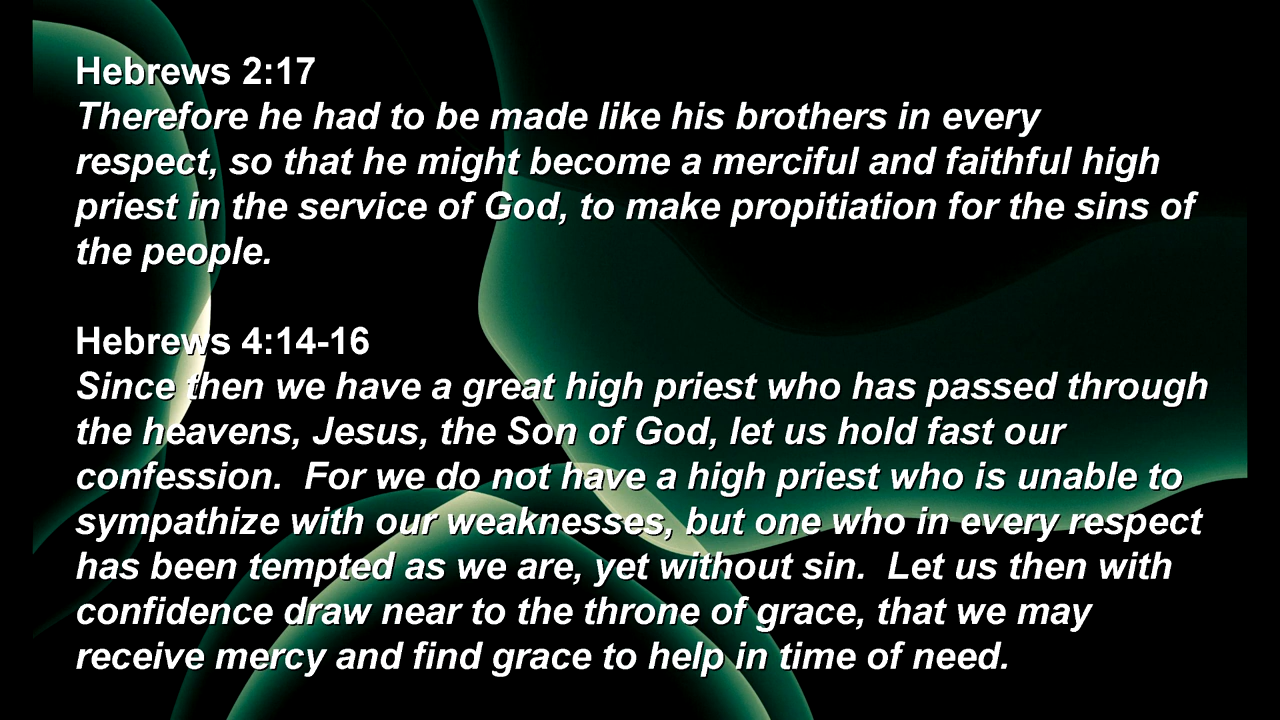 Hebrews 2:17
Therefore he had to be made like his brothers in every
respect, so that he might become a merciful and faithful high
priest in the service of God, to make propitiation for the sins of
the people.
Hebrews 4:14-16
Since then we have a great high priest who has passed through
the heavens, Jesus, the Son of God, let us hold fast our
confession.  For we do not have a high priest who is unable to
sympathize with our weaknesses, but one who in every respect
has been tempted as we are, yet without sin.  Let us then with
confidence draw near to the throne of grace, that we may
receive mercy and find grace to help in time of need.